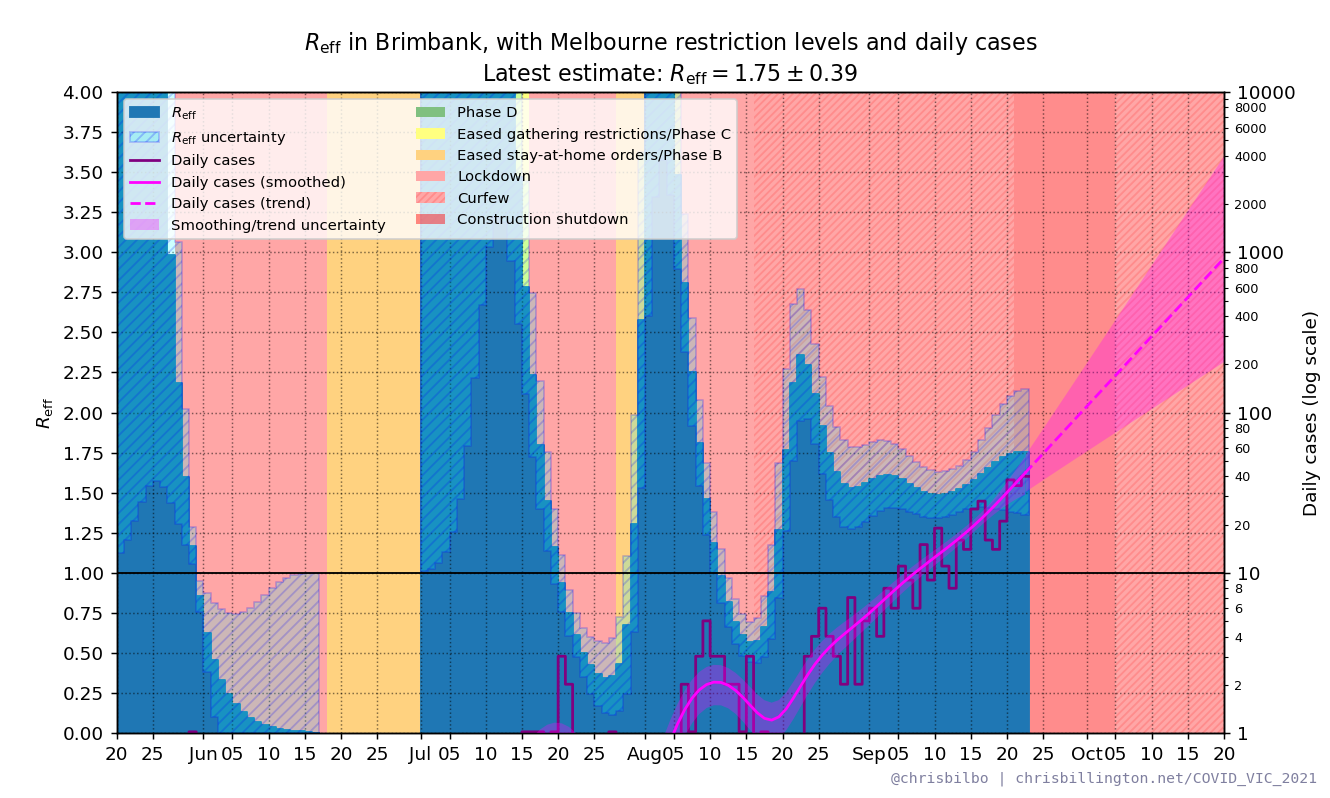 R_eff in Brimbank, with Melbourne restriction levels and daily cases
Latest estimate: R_eff = 1.75 ± 0.39
R_eff
R_eff uncertainty
Daily cases
Daily cases (smoothed)
Daily cases (trend)
Smoothing/trend uncertainty
Phase D
Eased gathering restrictions/Phase C
Eased stay-at-home orders/Phase B
Lockdown
Curfew
Construction shutdown
R_eff
4.00
3.75
3.50
3.25
3.00
2.75
2.50
2.25
2.00
1.75
1.50
1.25
1.00
0.75
0.50
0.25
0.00
20 25 Jun 05 10 15 20 25 Jul 05 10 15 20 25 Aug 05 10 15 20 25 Sep 05 10 15 20 25 Oct 05 10 15 20
10000
8000
6000
4000
2000
1000
800
600
400
200
100
80
60
40
20
10
8
6
4
2
1
Daily cases (log scale)
@chrisbilbo | chrisbillington.net/COVID_VIC_2021